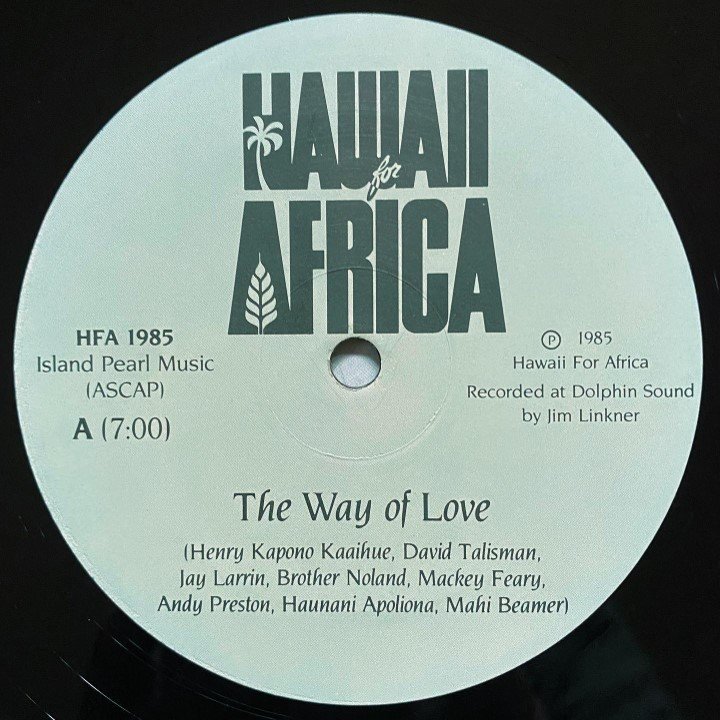 HAWAII
for
AFRICA
HFA 1985
Island Pearl Music
(ASCAP)
A (7:00)
℗ 1985
Hawaii For Africa
Recorded at Dolphin Sound
by Jim Linkner
The Way of Love
(Henry Kapono Kaaihue, David Talisman,
Jay Larrin, Brother Noland, Mackey Feary,
Andy Preston, Haunani Apoliona, Mahi Beamer)